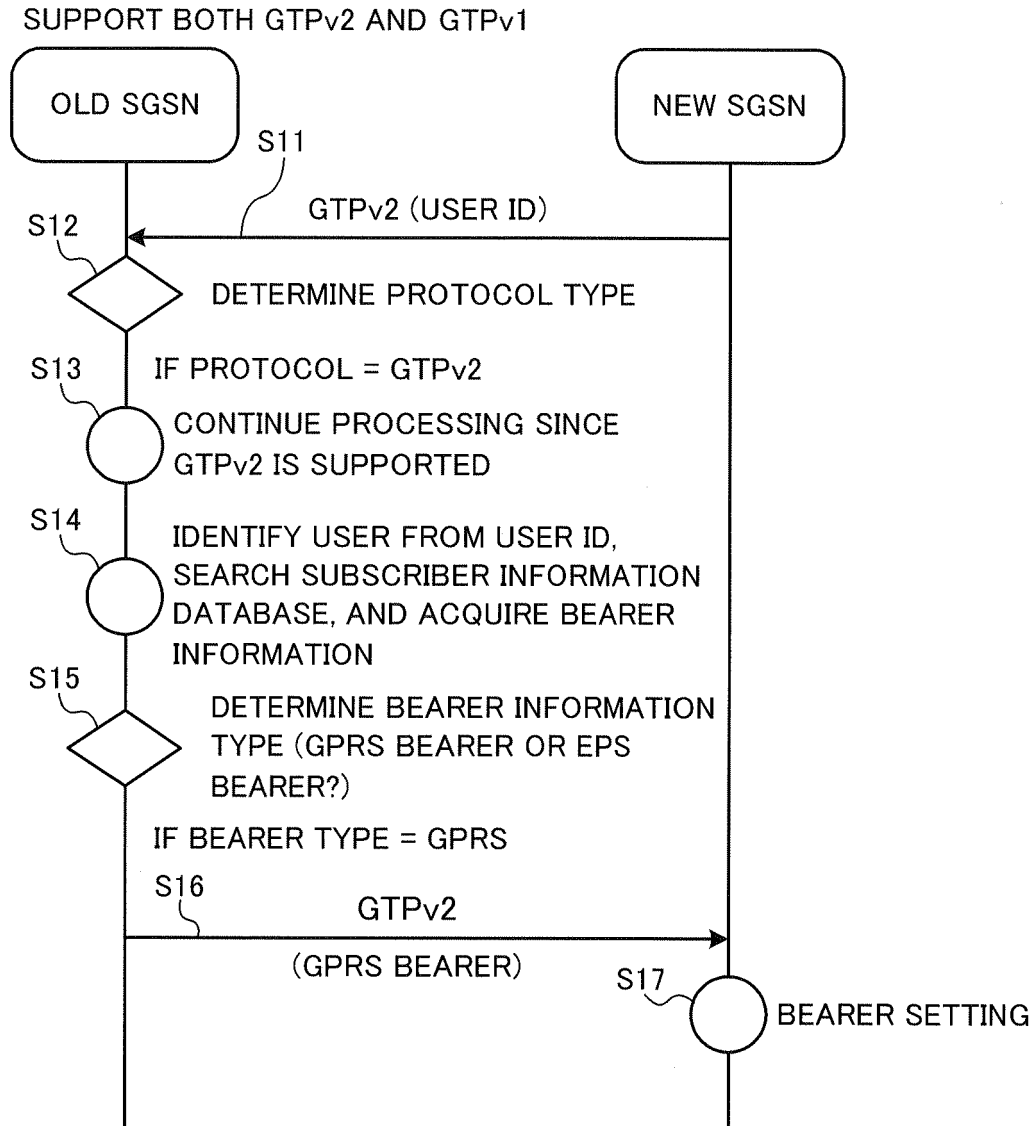 SUPPORT BOTH GTPv2 AND GTPv1
OLD SGSN
NEW SGSN
S11
GTPv2 (USER ID)
S12
DETERMINE PROTOCOL TYPE
S13
IF PROTOCOL = GTPv2
CONTINUE PROCESSING SINCE
GTPv2 IS SUPPORTED
S14
IDENTIFY USER FROM USER ID,
SEARCH SUBSCRIBER INFORMATION
DATABASE, AND ACQUIRE BEARER
INFORMATION
S15
DETERMINE BEARER INFORMATION
TYPE (GPRS BEARER OR EPS
BEARER?)
IF BEARER TYPE = GPRS
S16
GTPv2
(GPRS BEARER)
S17
BEARER SETTING